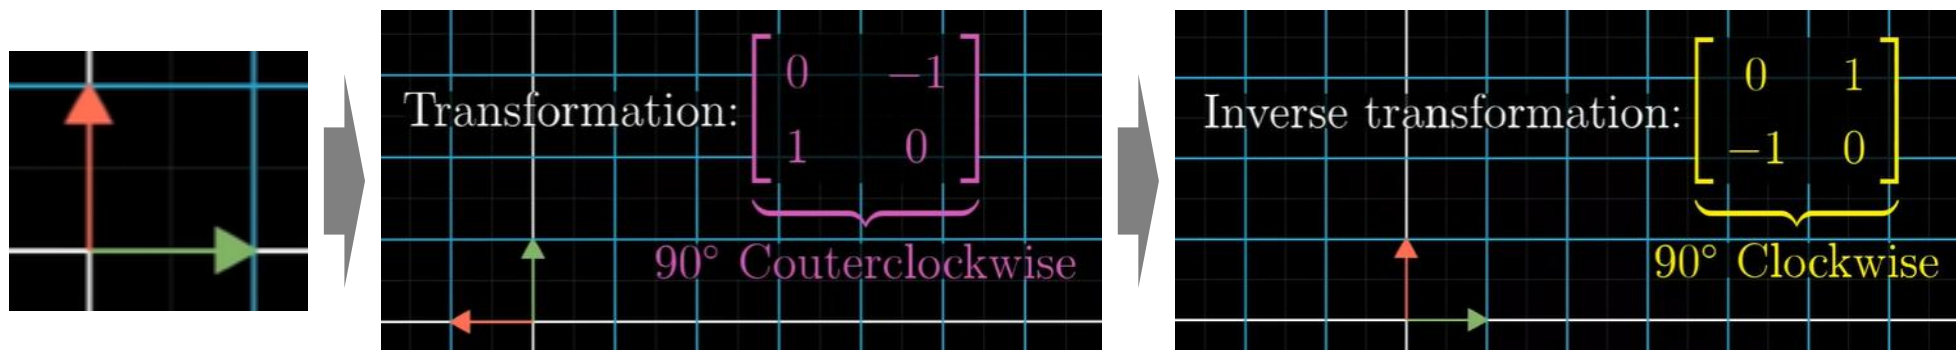 Transformation:
0 −1
1 0
90° Couterclockwise
Inverse transformation:
0 1
−1 0
90° Clockwise